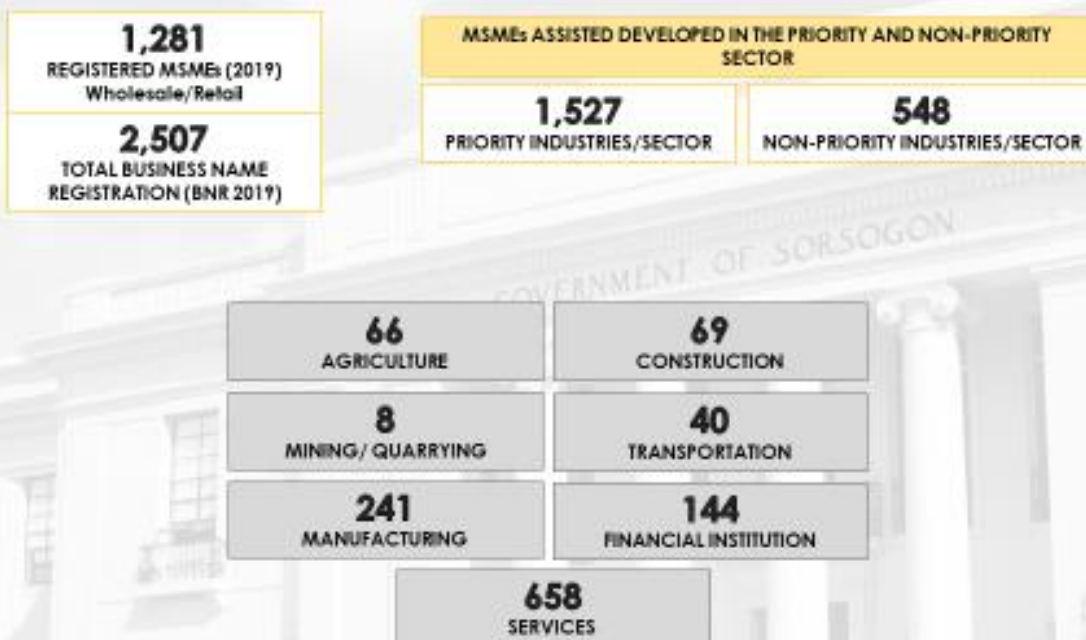 1,281
REGISTERED MSMEs (2019)
Wholesale/Retail
2,507
TOTAL BUSINESS NAME
REGISTRATION (BNR 2019)
MSMEs ASSISTED DEVELOPED IN THE PRIORITY AND NON-PRIORITY
SECTOR
1,527
PRIORITY INDUSTRIES/SECTOR
548
NON-PRIORITY INDUSTRIES/SECTOR
GOVERNMENT OF SORSOGON
66
AGRICULTURE
69
CONSTRUCTION
8
MINING/ QUARRYING
40
TRANSPORTATION
241
MANUFACTURING
144
FINANCIAL INSTITUTION
658
SERVICES